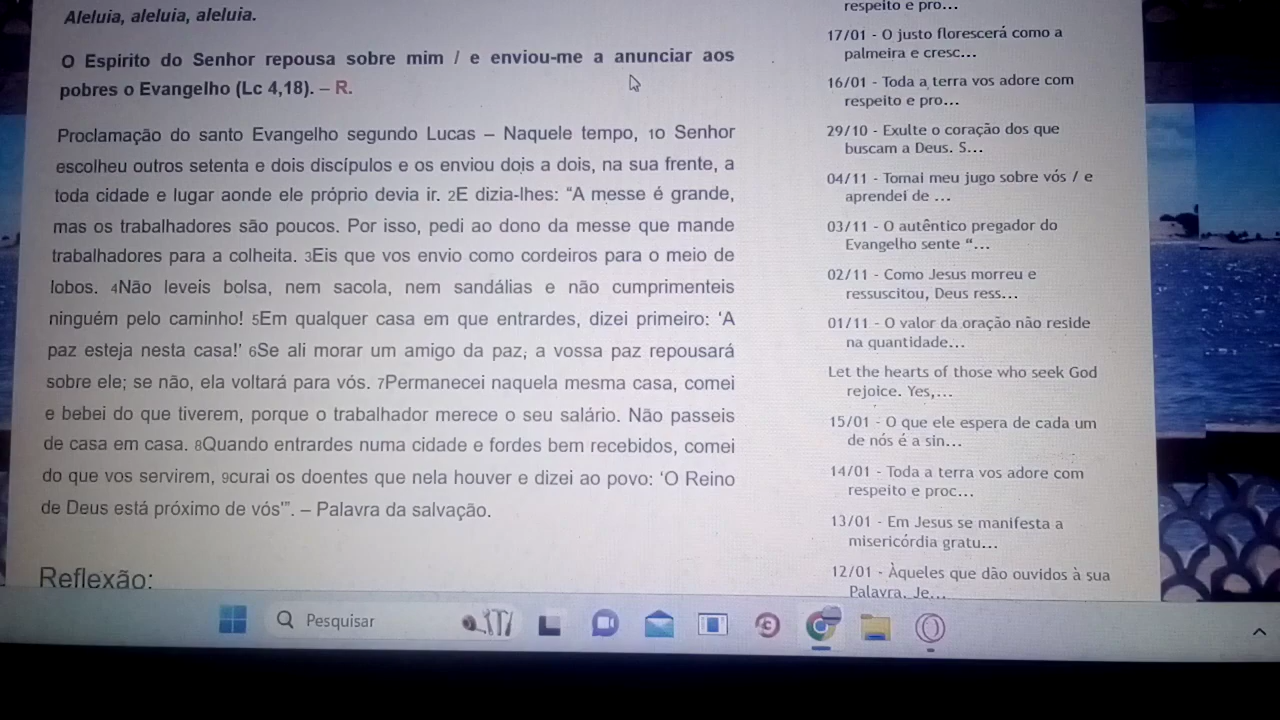 Aleluia, aleluia, aleluia.
O Espírito do Senhor repousa sobre mim / e enviou-me a anunciar aos
pobres o Evangelho (Lc 4,18). – R.
Proclamação do santo Evangelho segundo Lucas – Naquele tempo, 1O Senhor
escolheu outros setenta e dois discípulos e os enviou dois a dois, na sua frente, a
toda cidade e lugar aonde ele próprio devia ir. 2E dizia-lhes: “A messe é grande,
mas os trabalhadores são poucos. Por isso, pedi ao dono da messe que mande
trabalhadores para a colheita. 3Eis que vos envio como cordeiros para o meio de
lobos. 4Não leveis bolsa, nem sacola, nem sandálias e não cumprimenteis
ninguém pelo caminho! 5Em qualquer casa em que entrardes, dizei primeiro: ‘A
paz esteja nesta casa!’ 6Se ali morar um amigo da paz, a vossa paz repousará
sobre ele; se não, ela voltará para vós. 7Permanecei naquela mesma casa, comei
e bebei do que tiverem, porque o trabalhador merece o seu salário. Não passeis
de casa em casa. 8Quando entrardes numa cidade e fordes bem recebidos, comei
do que vos servirem, 9curai os doentes que nela houver e dizei ao povo: ‘O Reino
de Deus está próximo de vós’”. – Palavra da salvação.
Reflexão:
respeito e pro...
17/01 - O justo florescerá como a
palmeira e cresc...
16/01 - Toda a terra vos adore com
respeito e pro...
29/10 - Exulte o coração dos que
buscam a Deus. S...
04/11 - Tomai meu jugo sobre vós / e
aprendei de ...
03/11 - O autêntico pregador do
Evangelho sente “...
02/11 - Como Jesus morreu e
ressuscitou, Deus ress...
01/11 - O valor da oração não reside
na quantidade...
Let the hearts of those who seek God
rejoice. Yes,...
15/01 - O que ele espera de cada um
de nós é a sin...
14/01 - Toda a terra vos adore com
respeito e proc...
13/01 - Em Jesus se manifesta a
misericórdia gratu...
12/01 - Àqueles que dão ouvidos à sua
Palavra, Je...
Pesquisar